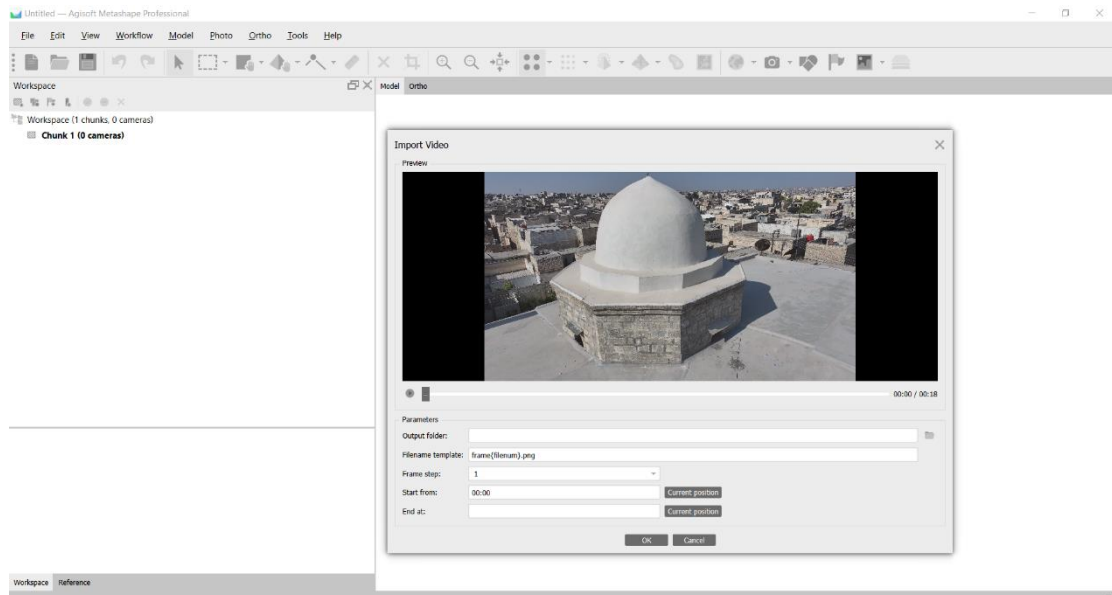 Untitled — Agisoft Metashape Professional
File Edit View Workflow Model Photo Ortho Tools Help
Workspace
Model Ortho
Workspace (1 chunks, 0 cameras)
Chunk 1 (0 cameras)
Import Video
Preview
00:00 / 00:18
Parameters
Output folder:
Filename template: frame{filenum}.png
Frame step: 1
Start from: 00:00 Current position
End at: Current position
OK Cancel
Workspace Reference